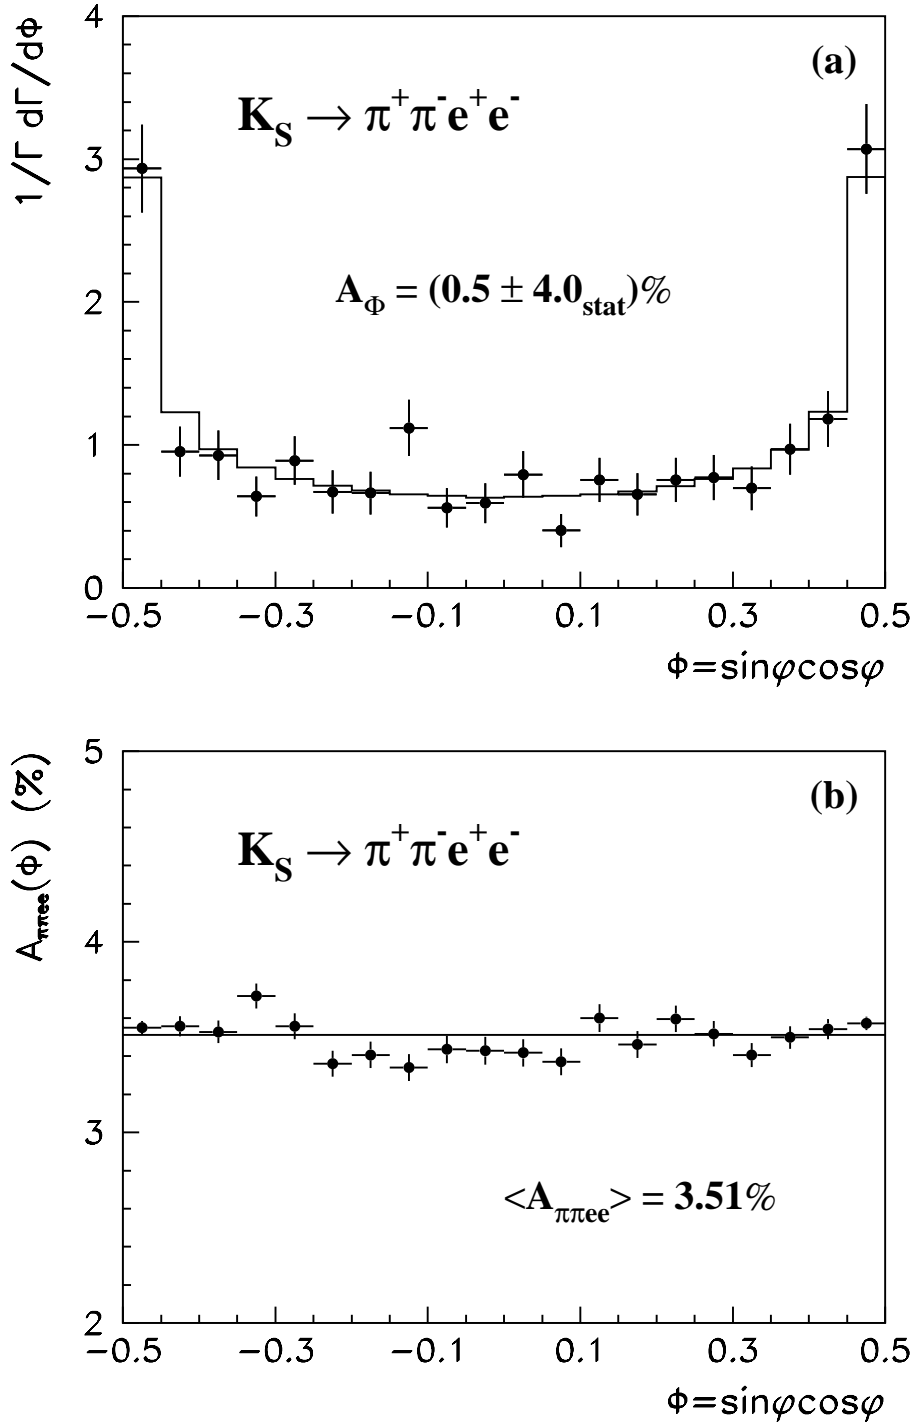 1/Γ dΓ/dΦ
4
3
2
1
0
(a)
K_S → π⁺π⁻e⁺e⁻
A_Φ = (0.5 ± 4.0_stat)%
−0.5 −0.3 −0.1 0.1 0.3 0.5
Φ=sinφcosφ
A_ππee(Φ) (%)
5
4
3
2
(b)
K_S → π⁺π⁻e⁺e⁻
<A_ππee> = 3.51%
−0.5 −0.3 −0.1 0.1 0.3 0.5
Φ=sinφcosφ